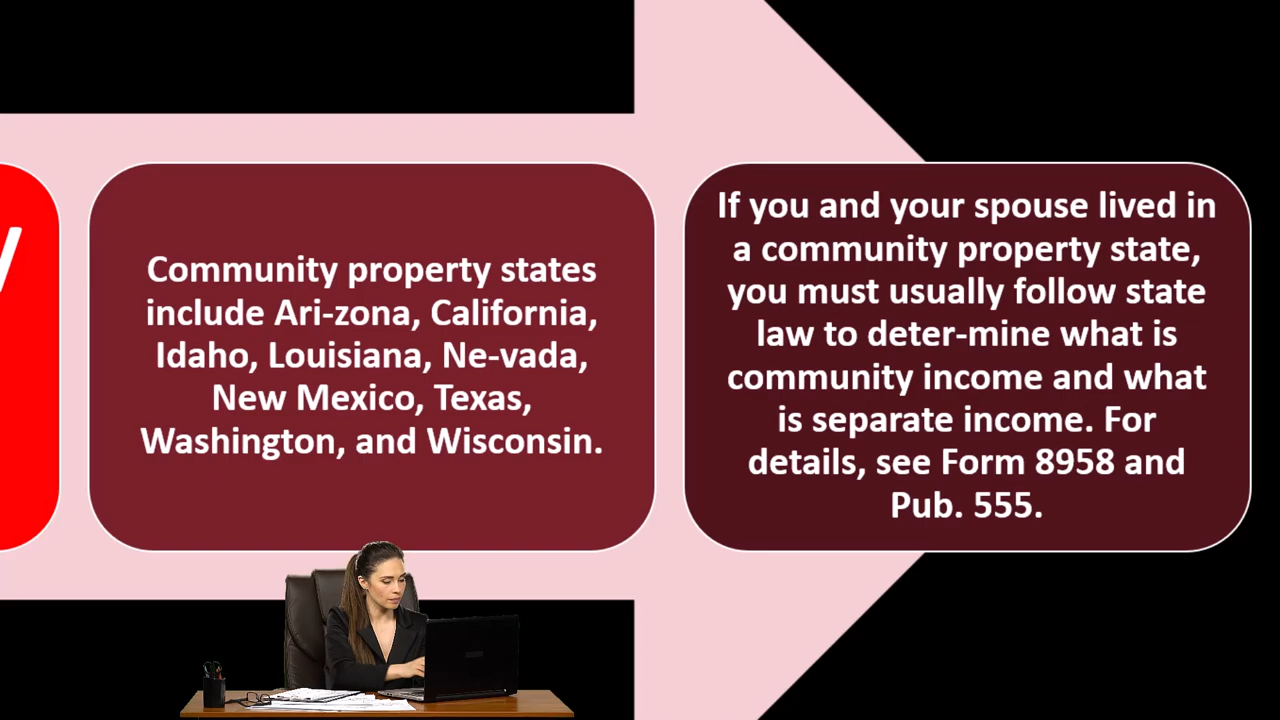 Community property states
include Ari-zona, California,
Idaho, Louisiana, Ne-vada,
New Mexico, Texas,
Washington, and Wisconsin.
If you and your spouse lived in
a community property state,
you must usually follow state
law to deter-mine what is
community income and what
is separate income. For
details, see Form 8958 and
Pub. 555.